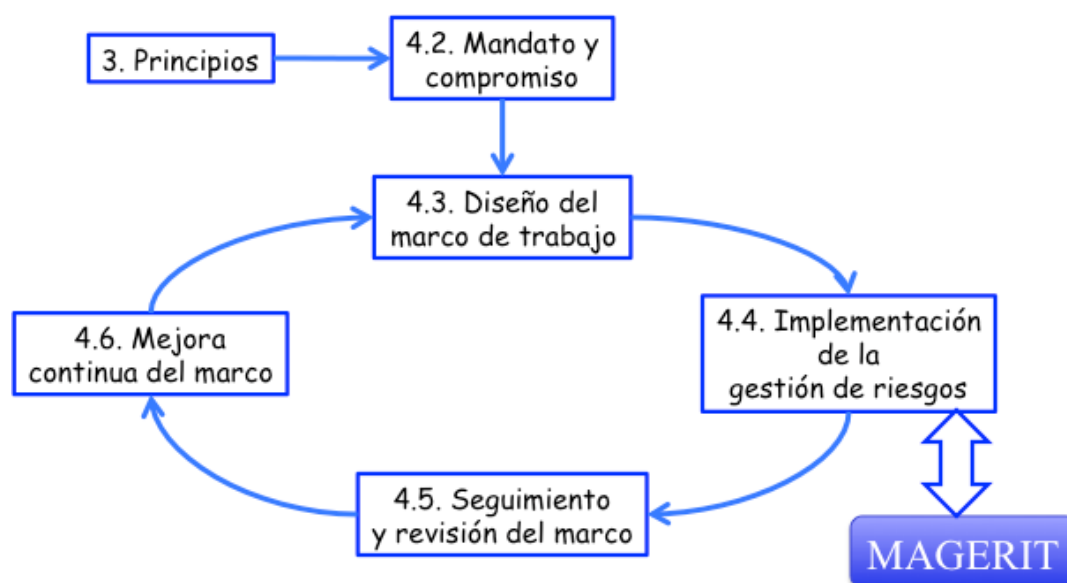 3. Principios
4.2. Mandato y
compromiso
4.3. Diseño del
marco de trabajo
4.4. Implementación
de la
gestión de riesgos
4.6. Mejora
continua del marco
4.5. Seguimiento
y revisión del marco
MAGERIT